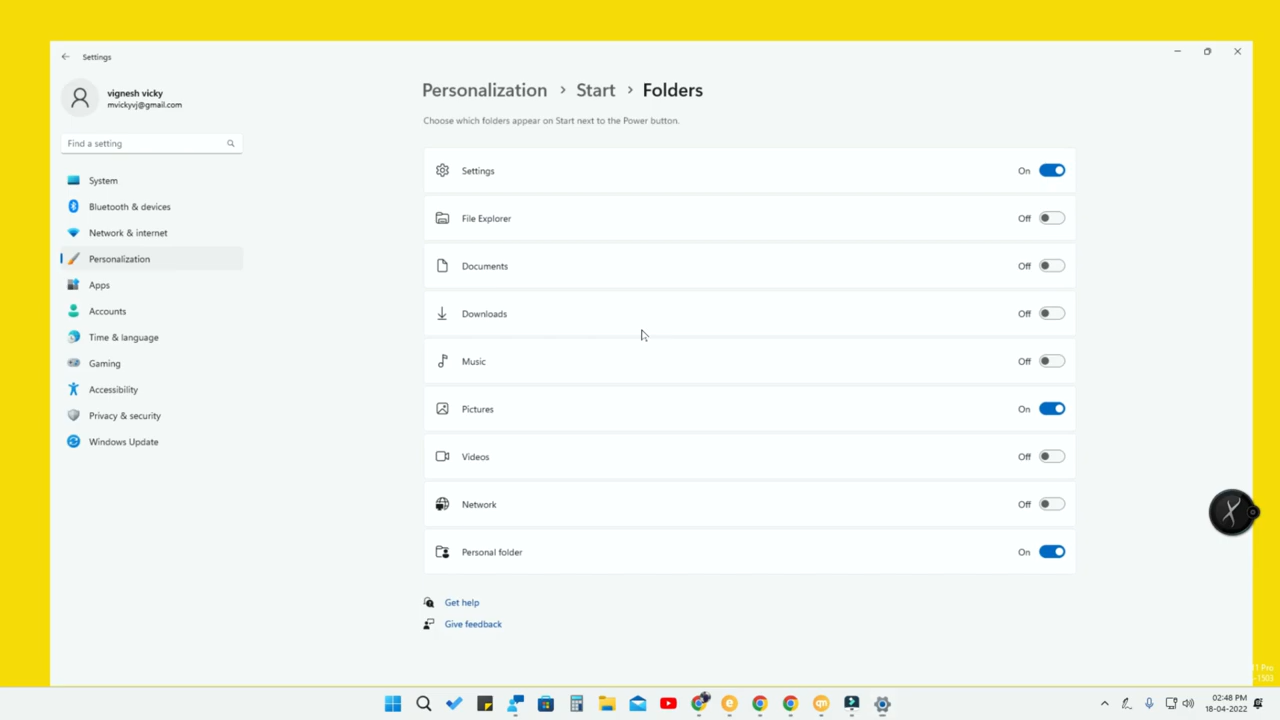 Settings
vignesh vicky
mvickyvj@gmail.com
Find a setting
System
Bluetooth & devices
Network & internet
Personalization
Apps
Accounts
Time & language
Gaming
Accessibility
Privacy & security
Windows Update
Personalization > Start > Folders
Choose which folders appear on Start next to the Power button.
Settings On
File Explorer Off
Documents Off
Downloads Off
Music Off
Pictures On
Videos Off
Network Off
Personal folder On
Get help
Give feedback
11 Pro
-1503
02:48 PM
18-04-2022